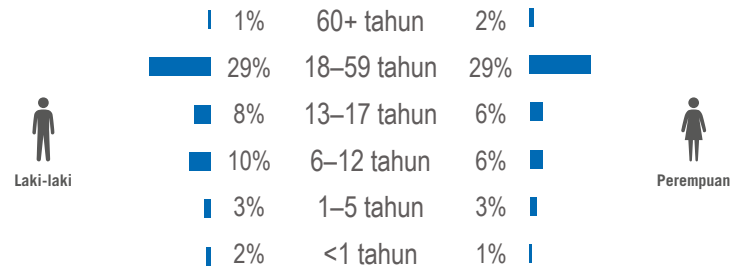 1% 60+ tahun 2%
29% 18–59 tahun 29%
8% 13–17 tahun 6%
10% 6–12 tahun 6%
Laki-laki
Perempuan
3% 1–5 tahun 3%
2% <1 tahun 1%